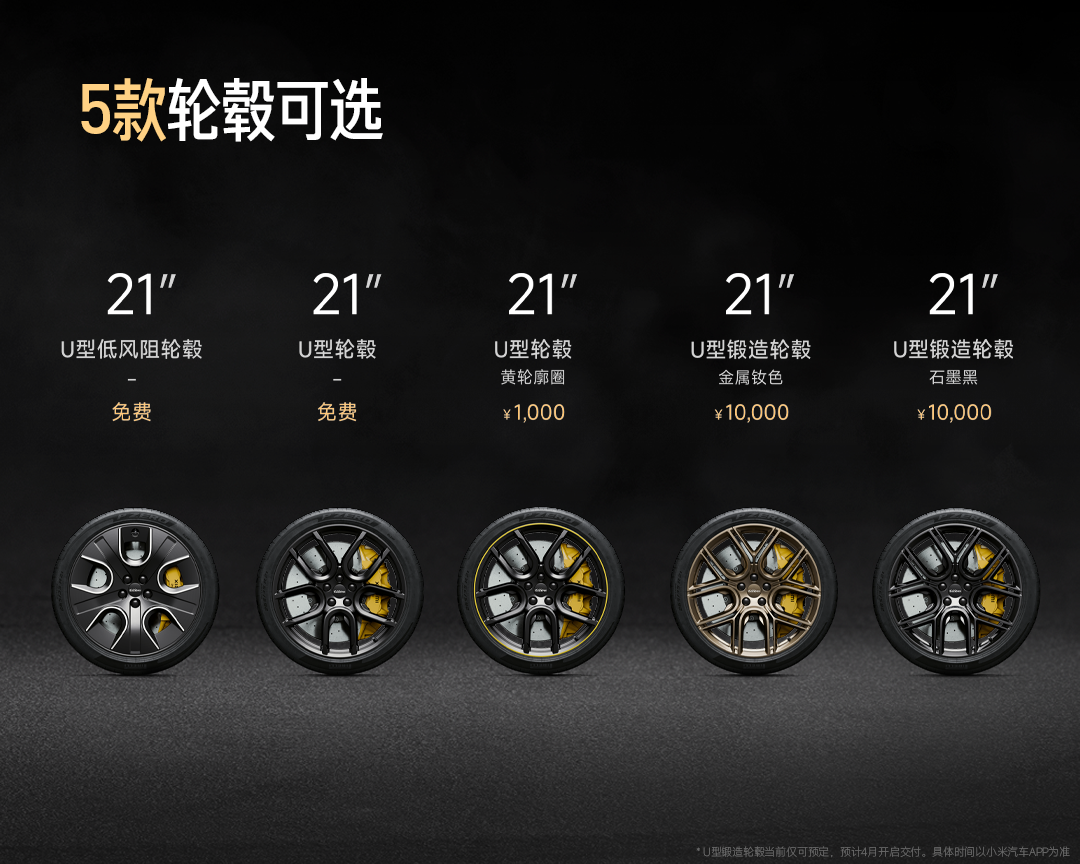 5款轮毂可选
21″
U型低风阻轮毂
–
免费
21″
U型轮毂
–
免费
21″
U型轮毂
黄轮廓圈
¥1,000
21″
U型锻造轮毂
金属钕色
¥10,000
21″
U型锻造轮毂
石墨黑
¥10,000
* U型锻造轮毂当前仅可预定，预计4月开启交付。具体时间以小米汽车APP为准